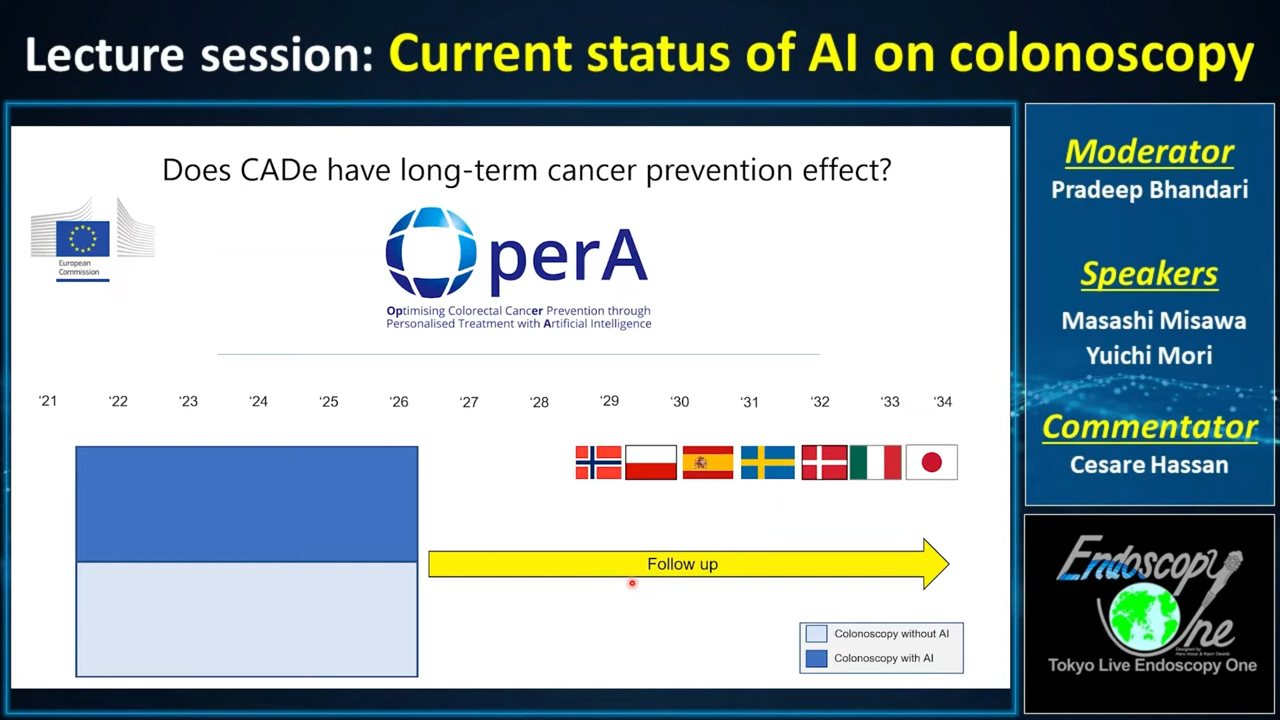 Lecture session: Current status of AI on colonoscopy
Does CADe have long-term cancer prevention effect?
European
Commission
OperA
Optimising Colorectal Cancer Prevention through
Personalised Treatment with Artificial Intelligence
‘21 ‘22 ‘23 ‘24 ‘25 ‘26 ‘27 ‘28 ‘29 ‘30 ‘31 ‘32 ‘33 ‘34
Follow up
Colonoscopy without AI
Colonoscopy with AI
Moderator
Pradeep Bhandari
Speakers
Masashi Misawa
Yuichi Mori
Commentator
Cesare Hassan
Endoscopy
One
Tokyo Live Endoscopy One